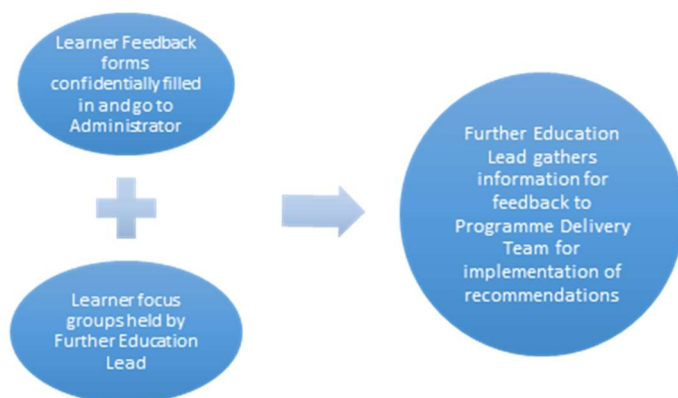 Learner Feedback
forms
confidentially filled
in and go to
Administrator
Learner focus
groups held by
Further Education
Lead
Further Education
Lead gathers
information for
feedback to
Programme Delivery
Team for
implementation of
recommendations